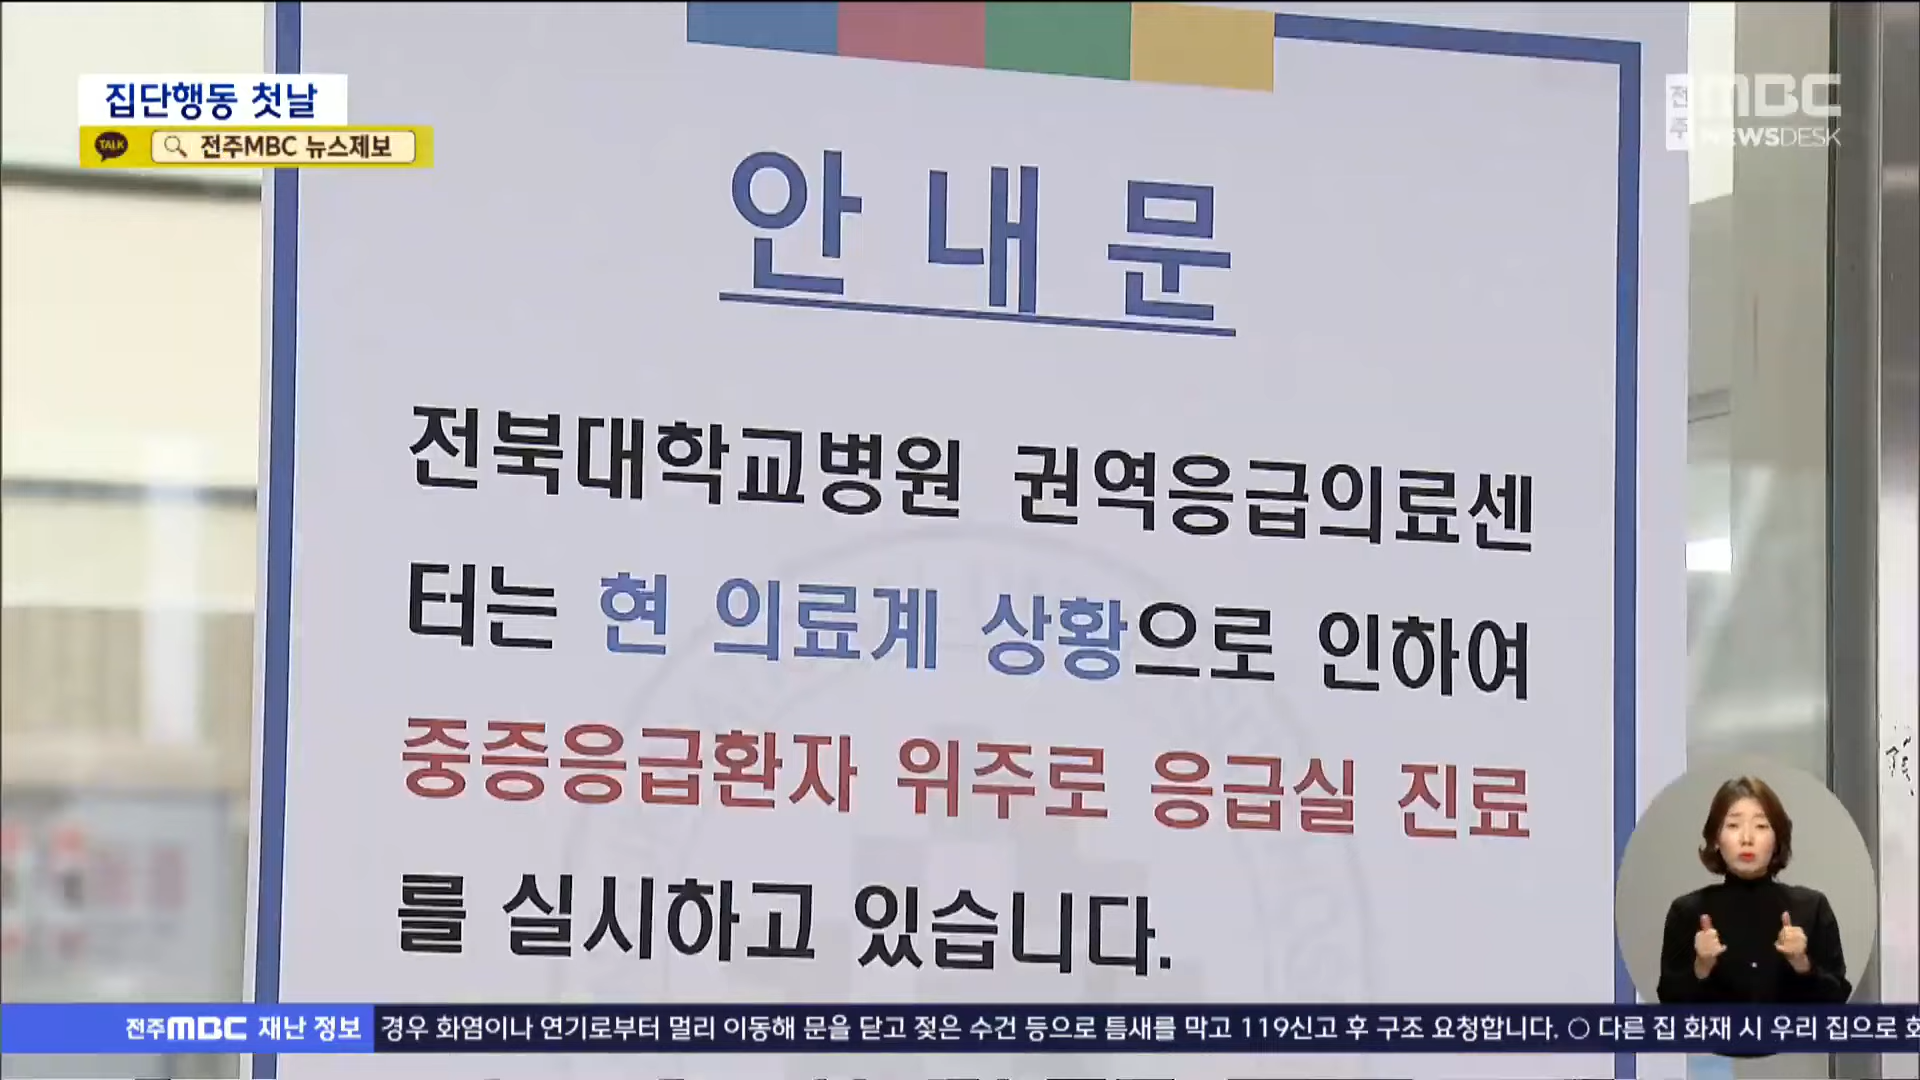 집단행동 첫날
TALK 전주MBC 뉴스제보
전주 MBC
NEWSDESK
안내문
전북대학교병원 권역응급의료센
터는 현 의료계 상황으로 인하여
중증응급환자 위주로 응급실 진료
를 실시하고 있습니다.
전주MBC 재난 정보 경우 화염이나 연기로부터 멀리 이동해 문을 닫고 젖은 수건 등으로 틈새를 막고 119신고 후 구조 요청합니다. ○ 다른 집 화재 시 우리 집으로